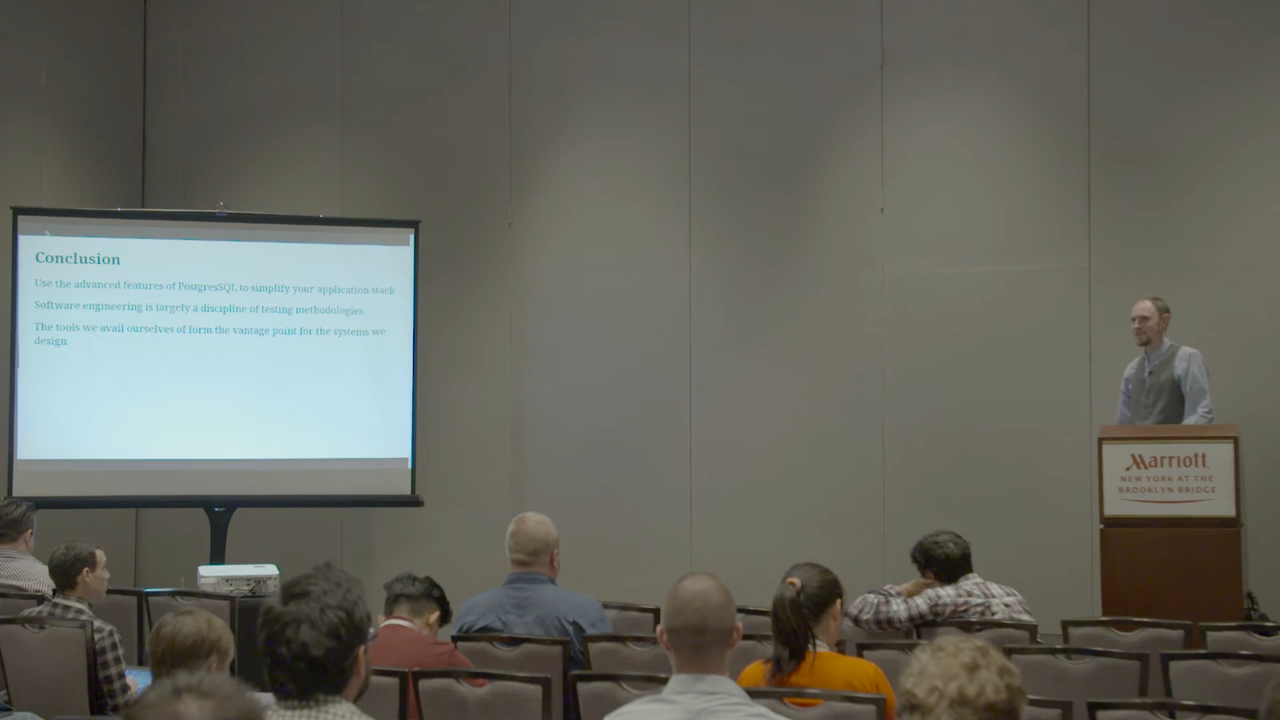 Conclusion
Use the advanced features of PostgresSQL to simplify your application stack
Software engineering is largely a discipline of testing methodologies
The tools we avail ourselves of form the vantage point for the systems we
design
Marriott
NEW YORK AT THE
BROOKLYN BRIDGE